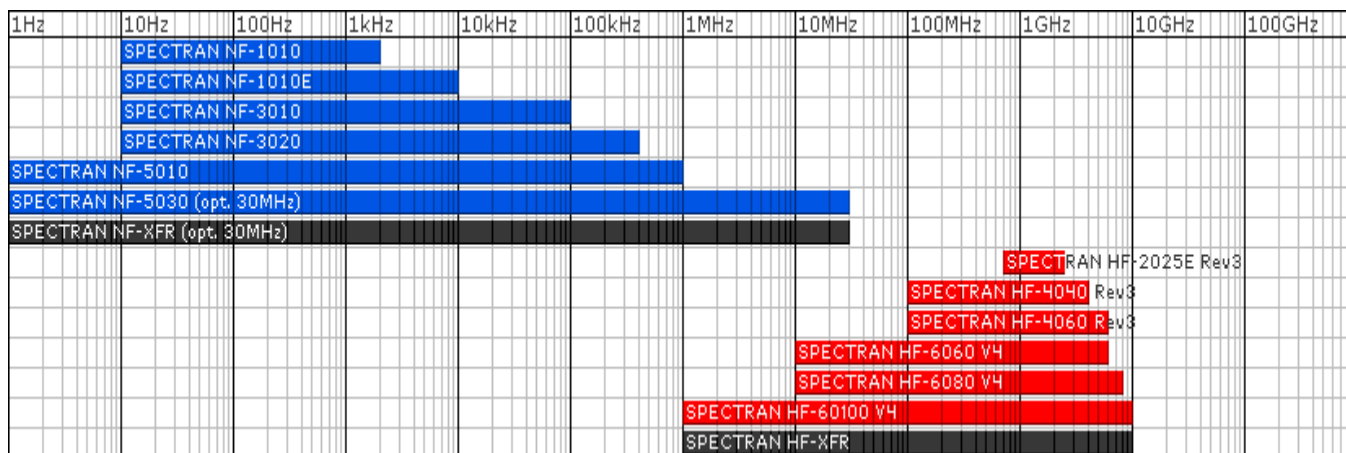 1Hz 10Hz 100Hz 1kHz 10kHz 100kHz 1MHz 10MHz 100MHz 1GHz 10GHz 100GHz
SPECTRAN NF-1010
SPECTRAN NF-1010E
SPECTRAN NF-3010
SPECTRAN NF-3020
SPECTRAN NF-5010
SPECTRAN NF-5030 (opt. 30MHz)
SPECTRAN NF-XFR (opt. 30MHz)
SPECTRAN HF-2025E Rev3
SPECTRAN HF-4040 Rev3
SPECTRAN HF-4060 Rev3
SPECTRAN HF-6060 V4
SPECTRAN HF-6080 V4
SPECTRAN HF-60100 V4
SPECTRAN HF-XFR